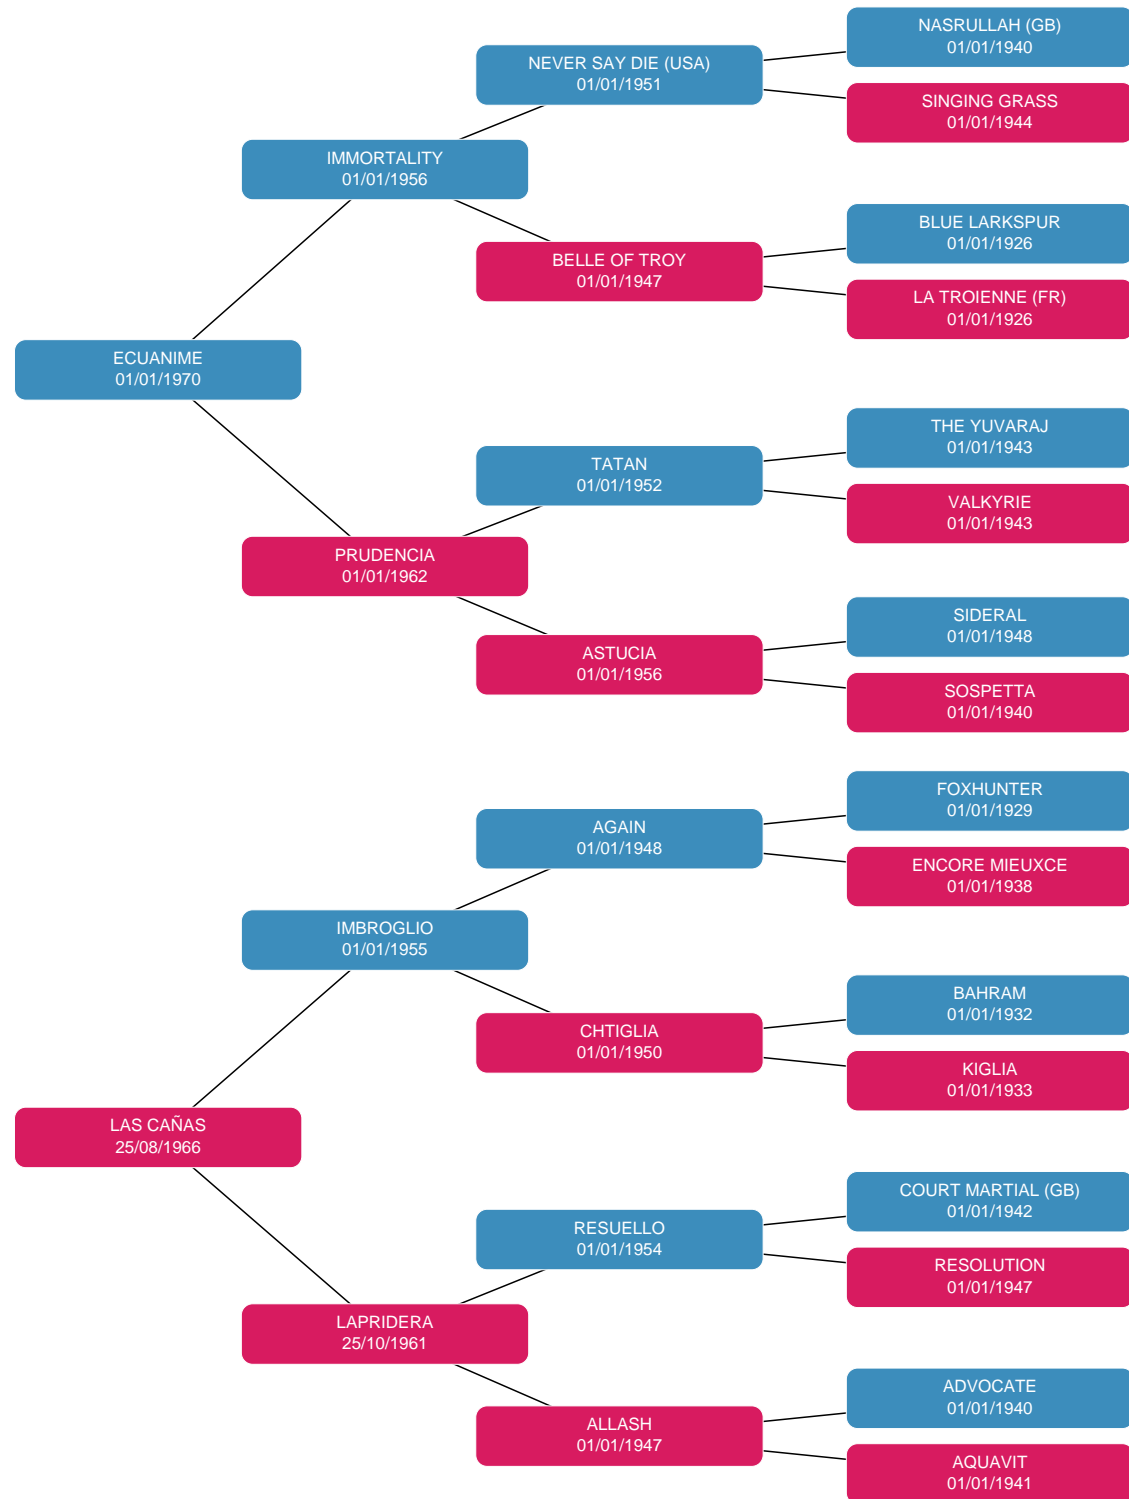 NASRULLAH (GB)
01/01/1940
NEVER SAY DIE (USA)
01/01/1951
SINGING GRASS
01/01/1944
IMMORTALITY
01/01/1956
BLUE LARKSPUR
01/01/1926
BELLE OF TROY
01/01/1947
LA TROIENNE (FR)
01/01/1926
ECUANIME
01/01/1970
THE YUVARAJ
01/01/1943
TATAN
01/01/1952
VALKYRIE
01/01/1943
PRUDENCIA
01/01/1962
SIDERAL
01/01/1948
ASTUCIA
01/01/1956
SOSPETTA
01/01/1940
FOXHUNTER
01/01/1929
AGAIN
01/01/1948
ENCORE MIEUXCE
01/01/1938
IMBROGLIO
01/01/1955
BAHRAM
01/01/1932
CHTIGLIA
01/01/1950
KIGLIA
01/01/1933
LAS CAÑAS
25/08/1966
COURT MARTIAL (GB)
01/01/1942
RESUELLO
01/01/1954
RESOLUTION
01/01/1947
LAPRIDERA
25/10/1961
ADVOCATE
01/01/1940
ALLASH
01/01/1947
AQUAVIT
01/01/1941